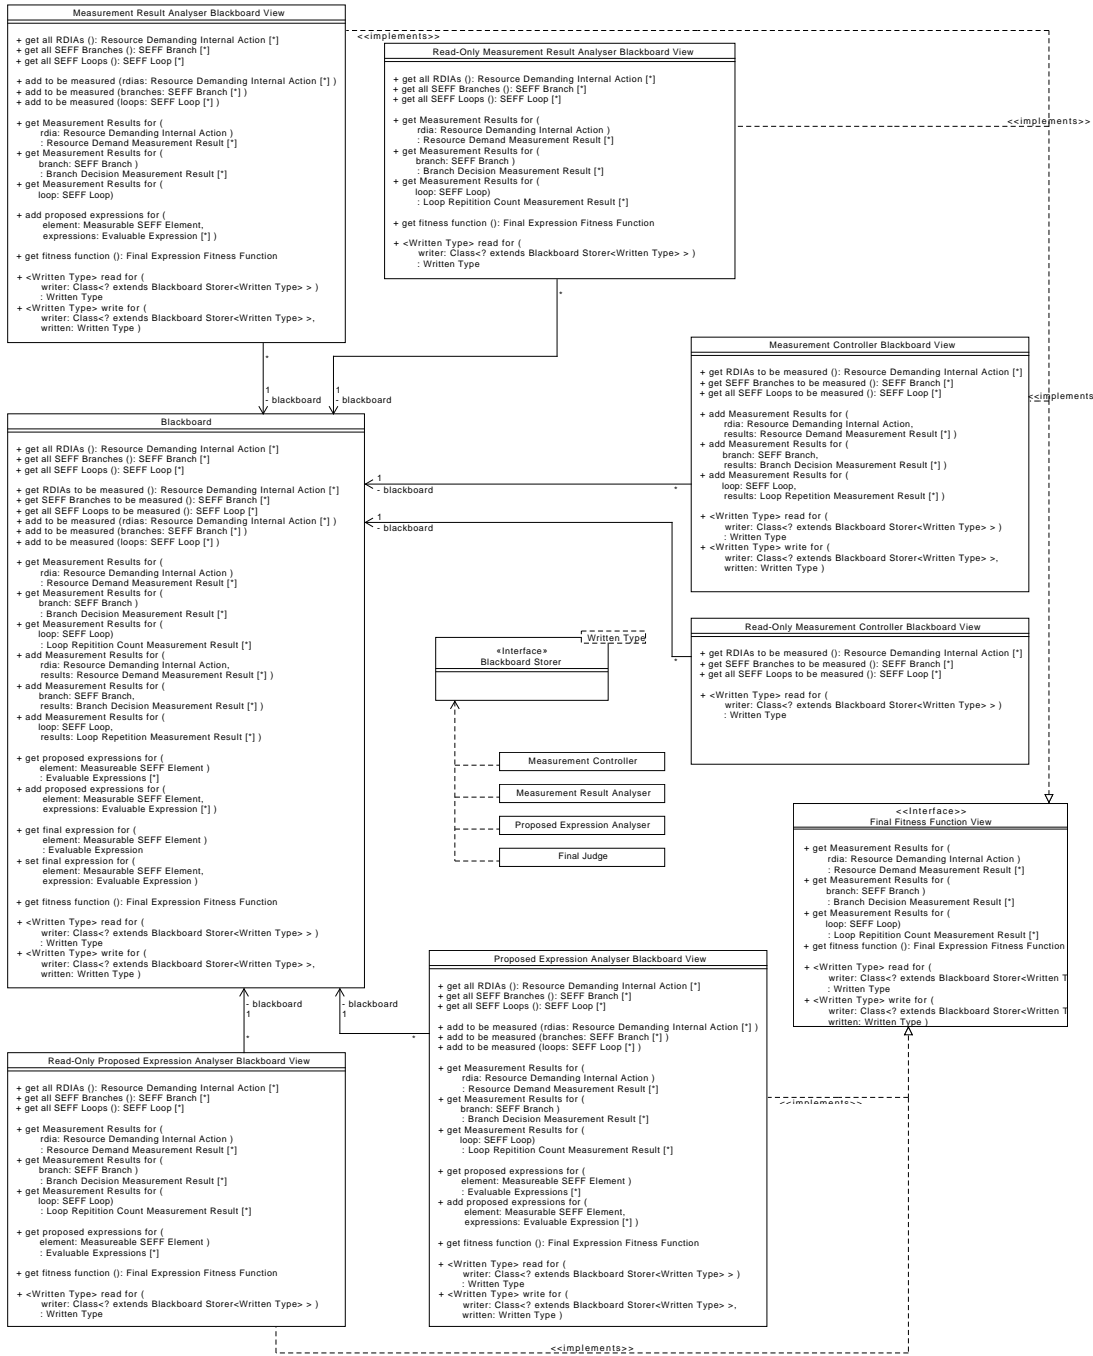 Measurement Result Analyser Blackboard View
+ get all RDIAs (): Resource Demanding Internal Action [*]
+ get all SEFF Branches (): SEFF Branch [*]
+ get all SEFF Loops (): SEFF Loop [*]
+ add to be measured (rdias: Resource Demanding Internal Action [*] )
+ add to be measured (branches: SEFF Branch [*] )
+ add to be measured (loops: SEFF Loop [*] )
+ get Measurement Results for (
rdia: Resource Demanding Internal Action )
: Resource Demand Measurement Result [*]
+ get Measurement Results for (
branch: SEFF Branch )
: Branch Decision Measurement Result [*]
+ get Measurement Results for (
loop: SEFF Loop)
+ add proposed expressions for (
element: Measurable SEFF Element,
expressions: Evaluable Expression [*] )
+ get fitness function (): Final Expression Fitness Function
+ <Written Type> read for (
writer: Class<? extends Blackboard Storer<Written Type> > )
: Written Type
+ <Written Type> write for (
writer: Class<? extends Blackboard Storer<Written Type> >,
written: Written Type )
<<implements>>
Read-Only Measurement Result Analyser Blackboard View
+ get all RDIAs (): Resource Demanding Internal Action [*]
+ get all SEFF Branches (): SEFF Branch [*]
+ get all SEFF Loops (): SEFF Loop [*]
+ get Measurement Results for (
rdia: Resource Demanding Internal Action )
: Resource Demand Measurement Result [*]
+ get Measurement Results for (
branch: SEFF Branch )
: Branch Decision Measurement Result [*]
+ get Measurement Results for (
loop: SEFF Loop)
: Loop Repitition Count Measurement Result [*]
+ get fitness function (): Final Expression Fitness Function
+ <Written Type> read for (
writer: Class<? extends Blackboard Storer<Written Type> > )
: Written Type
<<implements>>
*
*
1
- blackboard
1
- blackboard
Measurement Controller Blackboard View
+ get RDIAs to be measured (): Resource Demanding Internal Action [*]
+ get SEFF Branches to be measured (): SEFF Branch [*]
+ get all SEFF Loops to be measured (): SEFF Loop [*]
+ add Measurement Results for (
rdia: Resource Demanding Internal Action,
results: Resource Demand Measurement Result [*] )
+ add Measurement Results for (
branch: SEFF Branch,
results: Branch Decision Measurement Result [*] )
+ add Measurement Results for (
loop: SEFF Loop,
results: Loop Repetition Measurement Result [*] )
+ <Written Type> read for (
writer: Class<? extends Blackboard Storer<Written Type> > )
: Written Type
+ <Written Type> write for (
writer: Class<? extends Blackboard Storer<Written Type> >,
written: Written Type )
<<implements
Blackboard
+ get all RDIAs (): Resource Demanding Internal Action [*]
+ get all SEFF Branches (): SEFF Branch [*]
+ get all SEFF Loops (): SEFF Loop [*]
+ get RDIAs to be measured (): Resource Demanding Internal Action [*]
+ get SEFF Branches to be measured (): SEFF Branch [*]
+ get all SEFF Loops to be measured (): SEFF Loop [*]
+ add to be measured (rdias: Resource Demanding Internal Action [*] )
+ add to be measured (branches: SEFF Branch [*] )
+ add to be measured (loops: SEFF Loop [*] )
+ get Measurement Results for (
rdia: Resource Demanding Internal Action )
: Resource Demand Measurement Result [*]
+ get Measurement Results for (
branch: SEFF Branch )
: Branch Decision Measurement Result [*]
+ get Measurement Results for (
loop: SEFF Loop)
: Loop Repitition Count Measurement Result [*]
+ add Measurement Results for (
rdia: Resource Demanding Internal Action,
results: Resource Demand Measurement Result [*] )
+ add Measurement Results for (
branch: SEFF Branch,
results: Branch Decision Measurement Result [*] )
+ add Measurement Results for (
loop: SEFF Loop,
results: Loop Repetition Measurement Result [*] )
+ get proposed expressions for (
element: Measureable SEFF Element )
: Evaluable Expressions [*]
+ add proposed expressions for (
element: Measurable SEFF Element,
expressions: Evaluable Expression [*] )
+ get final expression for (
element: Measurable SEFF Element )
: Evaluable Expression
+ set final expression for (
element: Measurable SEFF Element,
expression: Evaluable Expression )
+ get fitness function (): Final Expression Fitness Function
+ <Written Type> read for (
writer: Class<? extends Blackboard Storer<Written Type> > )
: Written Type
+ <Written Type> write for (
writer: Class<? extends Blackboard Storer<Written Type> >,
written: Written Type )
1
- blackboard
*
1
- blackboard
*
Read-Only Measurement Controller Blackboard View
+ get RDIAs to be measured (): Resource Demanding Internal Action [*]
+ get SEFF Branches to be measured (): SEFF Branch [*]
+ get all SEFF Loops to be measured (): SEFF Loop [*]
+ <Written Type> read for (
writer: Class<? extends Blackboard Storer<Written Type> > )
: Written Type
Written Type
«Interface»
Blackboard Storer
Measurement Controller
Measurement Result Analyser
Proposed Expression Analyser
Final Judge
<<Interface>>
Final Fitness Function View
+ get Measurement Results for (
rdia: Resource Demanding Internal Action )
: Resource Demand Measurement Result [*]
+ get Measurement Results for (
branch: SEFF Branch )
: Branch Decision Measurement Result [*]
+ get Measurement Results for (
loop: SEFF Loop)
: Loop Repitition Count Measurement Result [*]
+ get fitness function (): Final Expression Fitness Function
+ <Written Type> read for (
writer: Class<? extends Blackboard Storer<Written T
: Written Type
+ <Written Type> write for (
writer: Class<? extends Blackboard Storer<Written T
written: Written Type )
- blackboard
1
*
- blackboard
1
*
Proposed Expression Analyser Blackboard View
+ get all RDIAs (): Resource Demanding Internal Action [*]
+ get all SEFF Branches (): SEFF Branch [*]
+ get all SEFF Loops (): SEFF Loop [*]
+ add to be measured (rdias: Resource Demanding Internal Action [*] )
+ add to be measured (branches: SEFF Branch [*] )
+ add to be measured (loops: SEFF Loop [*] )
+ get Measurement Results for (
rdia: Resource Demanding Internal Action )
: Resource Demand Measurement Result [*]
+ get Measurement Results for (
branch: SEFF Branch )
: Branch Decision Measurement Result [*]
+ get Measurement Results for (
loop: SEFF Loop)
: Loop Repitition Count Measurement Result [*]
+ get proposed expressions for (
element: Measureable SEFF Element )
: Evaluable Expressions [*]
+ add proposed expressions for (
element: Measurable SEFF Element,
expressions: Evaluable Expression [*] )
+ get fitness function (): Final Expression Fitness Function
+ <Written Type> read for (
writer: Class<? extends Blackboard Storer<Written Type> > )
: Written Type
+ <Written Type> write for (
writer: Class<? extends Blackboard Storer<Written Type> >,
written: Written Type )
<<implements>>
Read-Only Proposed Expression Analyser Blackboard View
+ get all RDIAs (): Resource Demanding Internal Action [*]
+ get all SEFF Branches (): SEFF Branch [*]
+ get all SEFF Loops (): SEFF Loop [*]
+ get Measurement Results for (
rdia: Resource Demanding Internal Action )
: Resource Demand Measurement Result [*]
+ get Measurement Results for (
branch: SEFF Branch )
: Branch Decision Measurement Result [*]
+ get Measurement Results for (
loop: SEFF Loop)
: Loop Repitition Count Measurement Result [*]
+ get proposed expressions for (
element: Measureable SEFF Element )
: Evaluable Expressions [*]
+ get fitness function (): Final Expression Fitness Function
+ <Written Type> read for (
writer: Class<? extends Blackboard Storer<Written Type> > )
: Written Type
<<implements>>